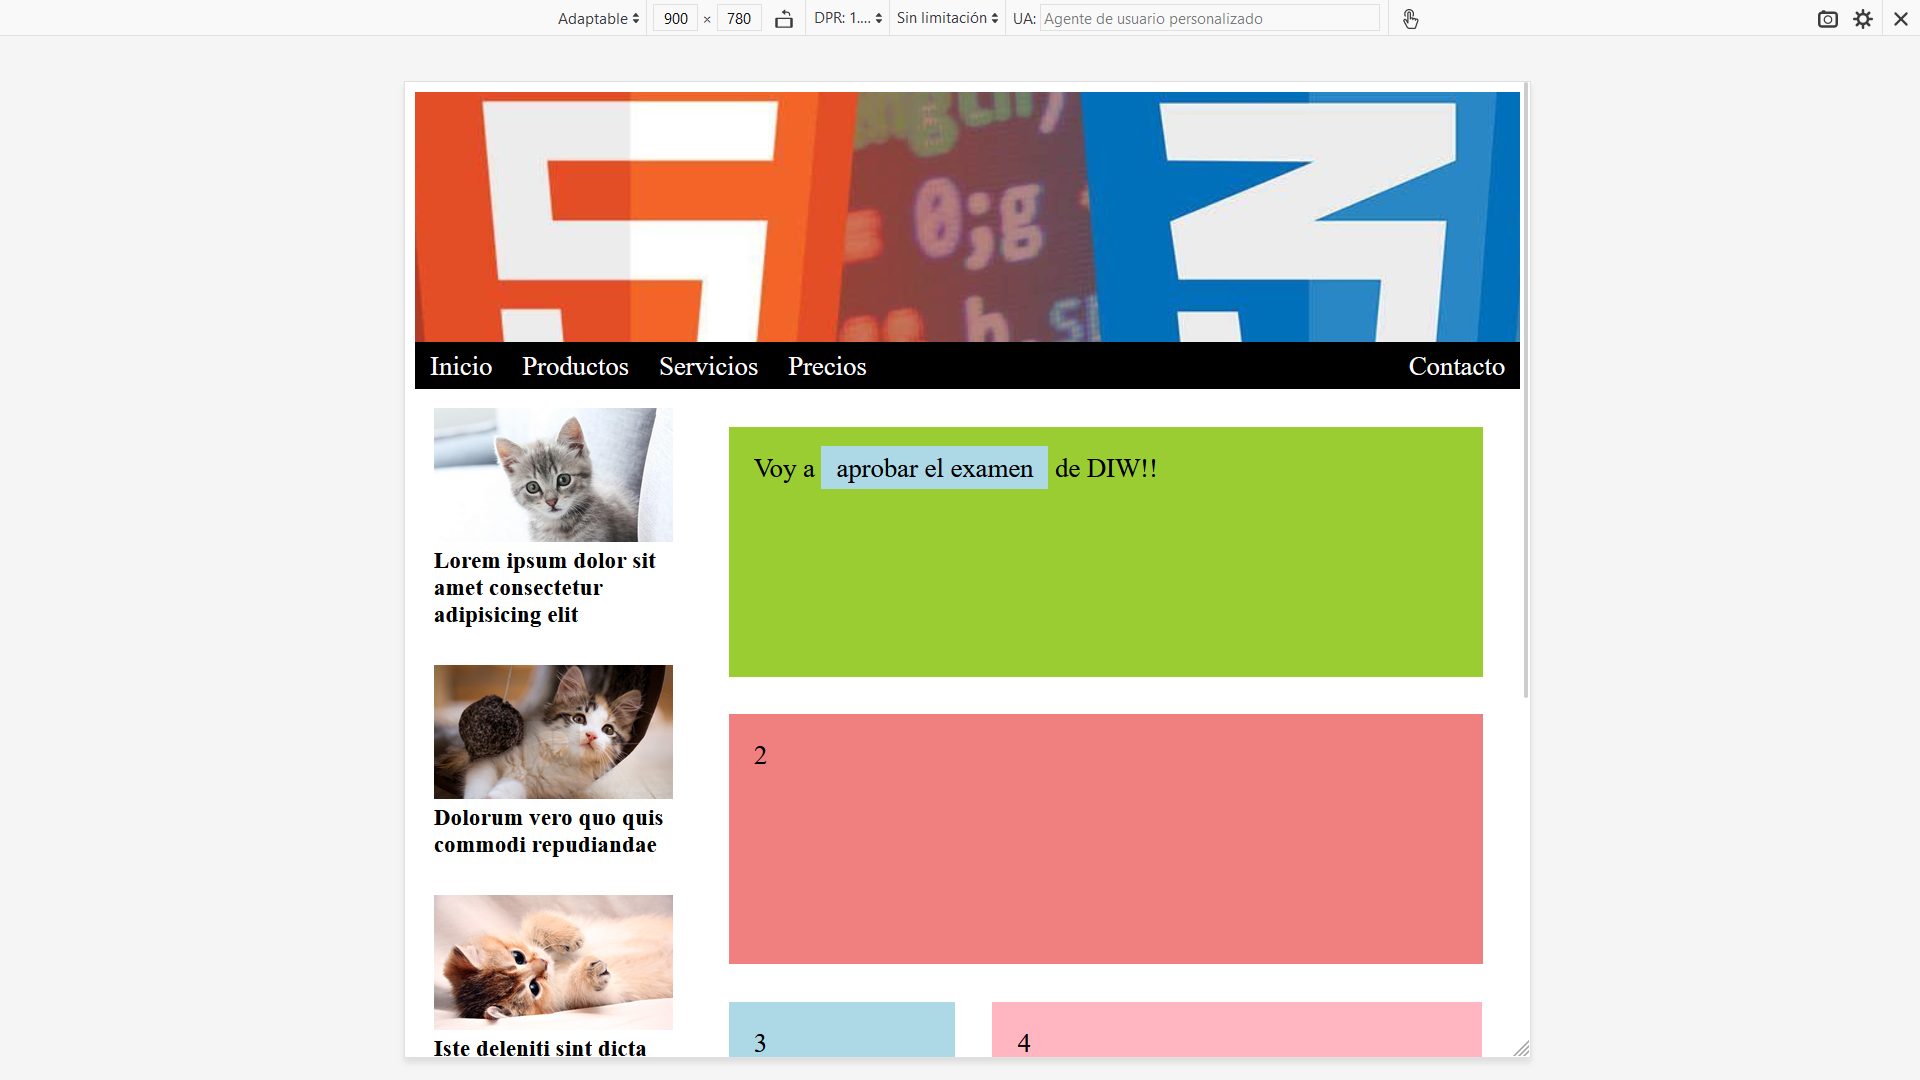 Adaptable 900 × 780 DPR: 1.... Sin limitación UA: Agente de usuario personalizado
= 0;g
Inicio Productos Servicios Precios Contacto
Lorem ipsum dolor sit
amet consectetur
adipisicing elit
Dolorum vero quo quis
commodi repudiandae
Iste deleniti sint dicta
Voy a aprobar el examen de DIW!!
2
3
4